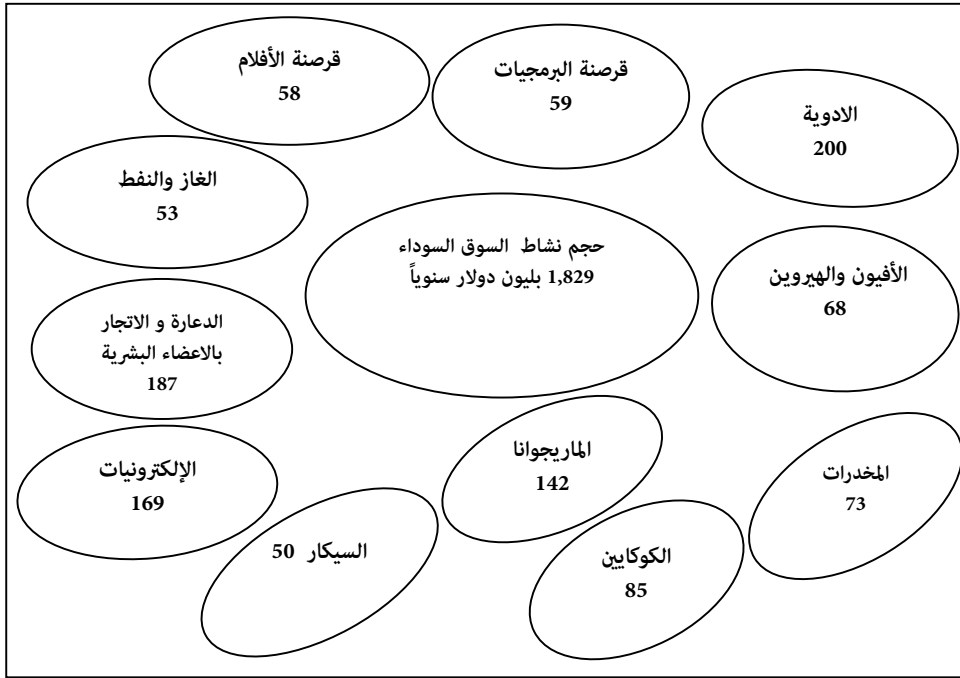 قرصنة البرمجيات
59
قرصنة الأفلام
58
الادوية
200
الغاز والنفط
53
حجم نشاط السوق السوداء
1,829 بليون دولار سنوياً
الأفيون والهيروين
68
الدعارة و الاتجار
بالاعضاء البشرية
187
الماريجوانا
142
المخدرات
73
الإلكترونيات
169
السيكار 50
الكوكايين
85